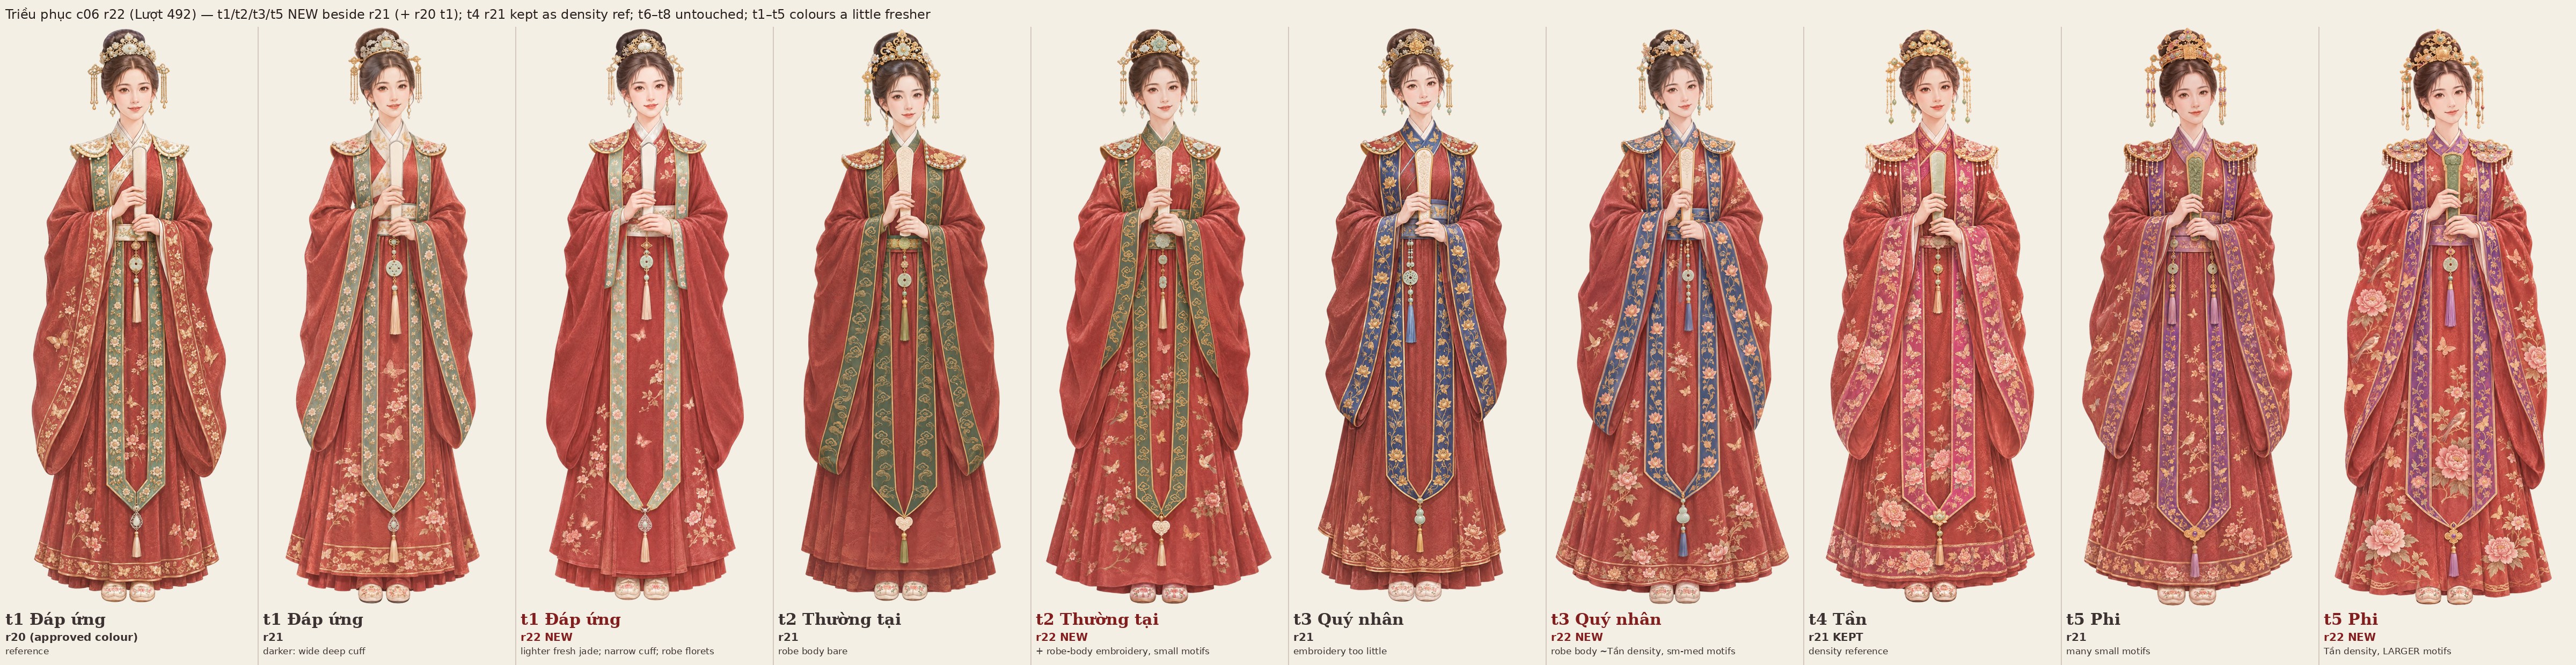 Triều phục c06 r22 (Lượt 492) — t1/t2/t3/t5 NEW beside r21 (+ r20 t1); t4 r21 kept as density ref; t6–t8 untouched; t1–t5 colours a little fresher
t1 Đáp ứng
r20 (approved colour)
reference
t1 Đáp ứng
r21
darker: wide deep cuff
t1 Đáp ứng
r22 NEW
lighter fresh jade; narrow cuff; robe florets
t2 Thường tại
r21
robe body bare
t2 Thường tại
r22 NEW
+ robe-body embroidery, small motifs
t3 Quý nhân
r21
embroidery too little
t3 Quý nhân
r22 NEW
robe body ~Tần density, sm-med motifs
t4 Tần
r21 KEPT
density reference
t5 Phi
r21
many small motifs
t5 Phi
r22 NEW
Tần density, LARGER motifs